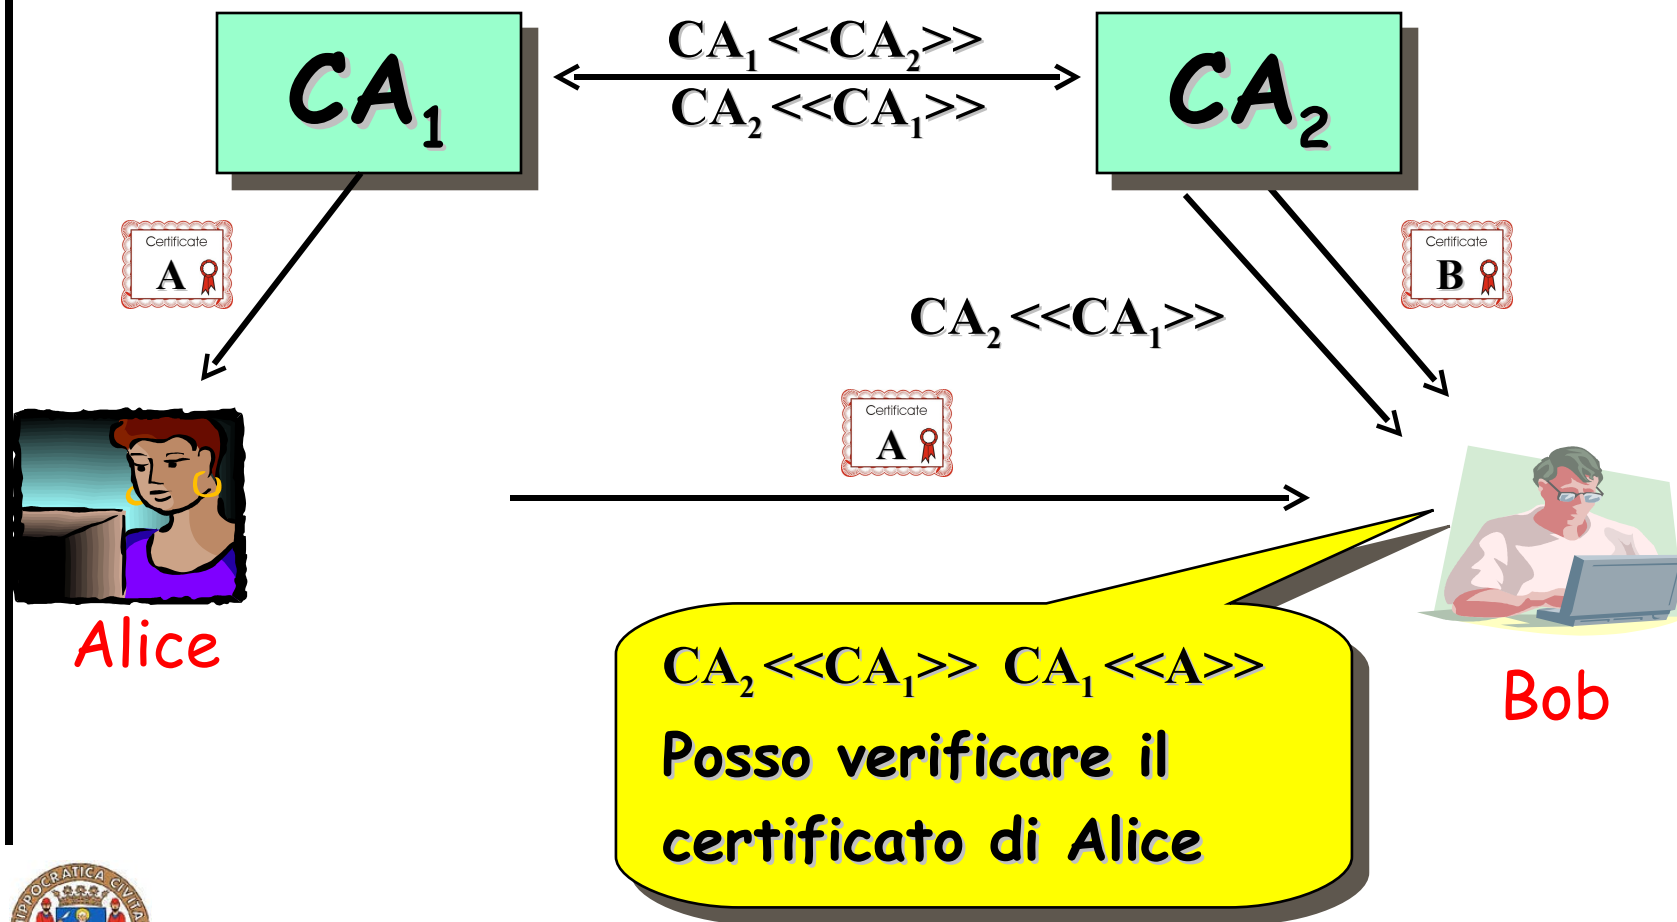 CA₁
CA₁<<CA₂>>
CA₂<<CA₁>>
CA₂
Certificate
A
Certificate
B
CA₂<<CA₁>>
Certificate
A
Alice
Bob
CA₂<<CA₁>> CA₁<<A>>
Posso verificare il
certificato di Alice